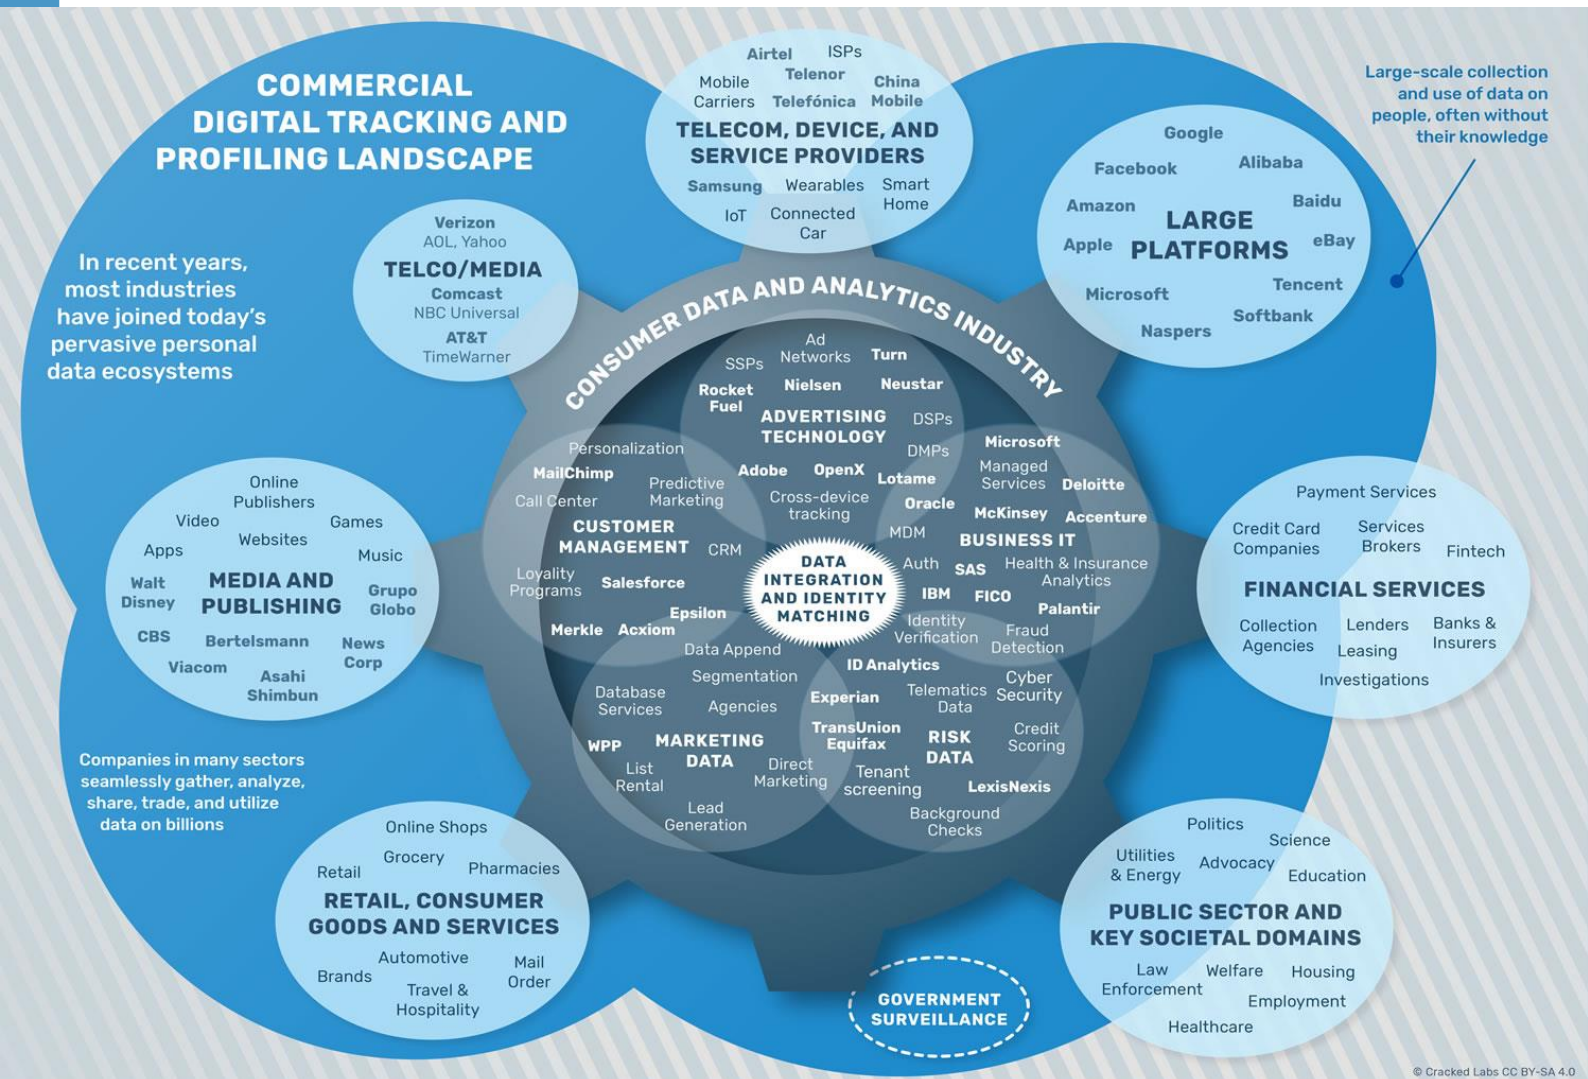 COMMERCIAL
DIGITAL TRACKING AND
PROFILING LANDSCAPE
In recent years,
most industries
have joined today's
pervasive personal
data ecosystems
Large-scale collection
and use of data on
people, often without
their knowledge
Airtel
ISPs
Mobile
Carriers
Telenor
China
Mobile
Telefónica
TELECOM, DEVICE, AND
SERVICE PROVIDERS
Samsung
Wearables
Smart
Home
IoT
Connected
Car
Google
Facebook
Alibaba
Amazon
Baidu
LARGE
PLATFORMS
Apple
eBay
Microsoft
Tencent
Naspers
Softbank
Verizon
AOL, Yahoo
TELCO/MEDIA
Comcast
NBC Universal
AT&T
TimeWarner
CONSUMER DATA AND ANALYTICS INDUSTRY
Ad
Networks
SSPs
Turn
Rocket
Fuel
Nielsen
Neustar
ADVERTISING
TECHNOLOGY
DSPs
DMPs
Adobe
OpenX
Lotame
Cross-device
tracking
Oracle
Personalization
MailChimp
Predictive
Marketing
Call Center
CUSTOMER
MANAGEMENT
CRM
Loyality
Programs
Salesforce
Epsilon
Merkle
Acxiom
Microsoft
Managed
Services
Deloitte
McKinsey
Accenture
MDM
BUSINESS IT
Auth
SAS
Health & Insurance
Analytics
IBM
FICO
Palantir
Identity
Verification
Fraud
Detection
DATA
INTEGRATION
AND IDENTITY
MATCHING
Data Append
Segmentation
Database
Services
Agencies
WPP
MARKETING
DATA
List
Rental
Direct
Marketing
Lead
Generation
ID Analytics
Cyber
Security
Experian
Telematics
Data
TransUnion
Equifax
RISK
DATA
Credit
Scoring
Tenant
screening
LexisNexis
Background
Checks
Online
Publishers
Video
Games
Websites
Apps
Music
Walt
Disney
MEDIA AND
PUBLISHING
Grupo
Globo
CBS
Bertelsmann
News
Corp
Viacom
Asahi
Shimbun
Payment Services
Credit Card
Companies
Services
Brokers
Fintech
FINANCIAL SERVICES
Collection
Agencies
Lenders
Banks &
Insurers
Leasing
Investigations
Companies in many sectors
seamlessly gather, analyze,
share, trade, and utilize
data on billions
Online Shops
Grocery
Retail
Pharmacies
RETAIL, CONSUMER
GOODS AND SERVICES
Automotive
Brands
Mail
Order
Travel &
Hospitality
Politics
Science
Utilities
& Energy
Advocacy
Education
PUBLIC SECTOR AND
KEY SOCIETAL DOMAINS
Law
Enforcement
Welfare
Housing
Employment
Healthcare
GOVERNMENT
SURVEILLANCE
© Cracked Labs CC BY-SA 4.0